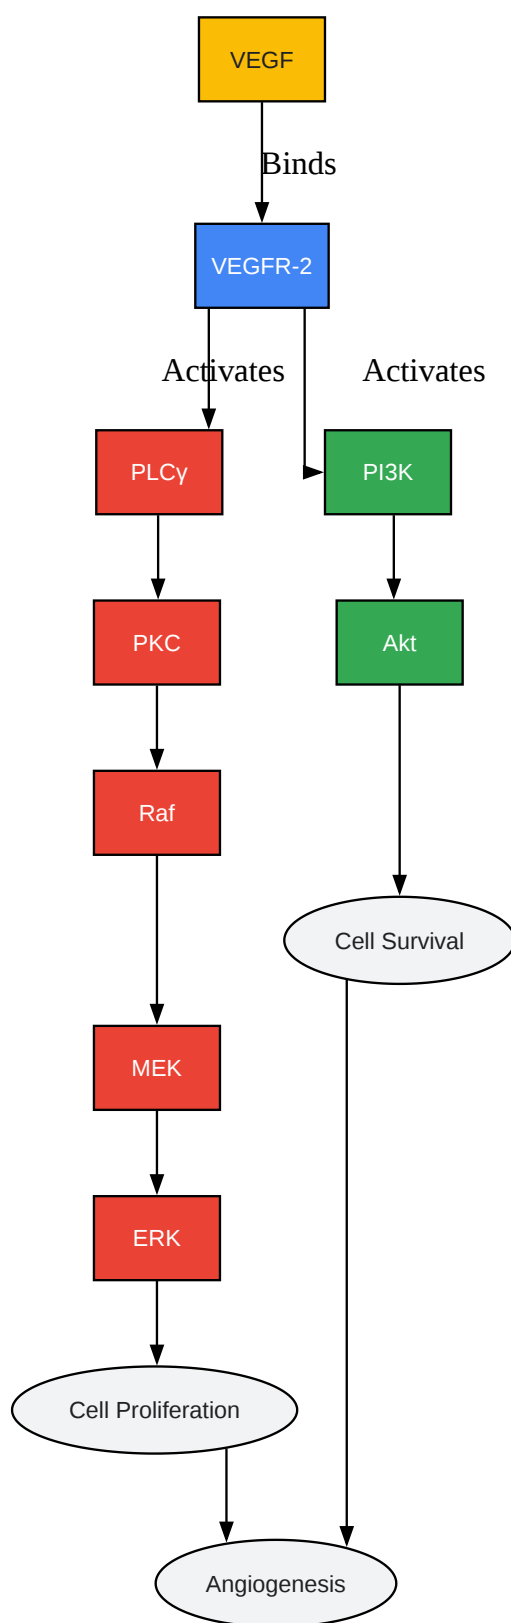 VEGF
Binds
VEGFR-2
Activates
Activates
PLCγ
PI3K
PKC
Akt
Raf
Cell Survival
MEK
ERK
Cell Proliferation
Angiogenesis